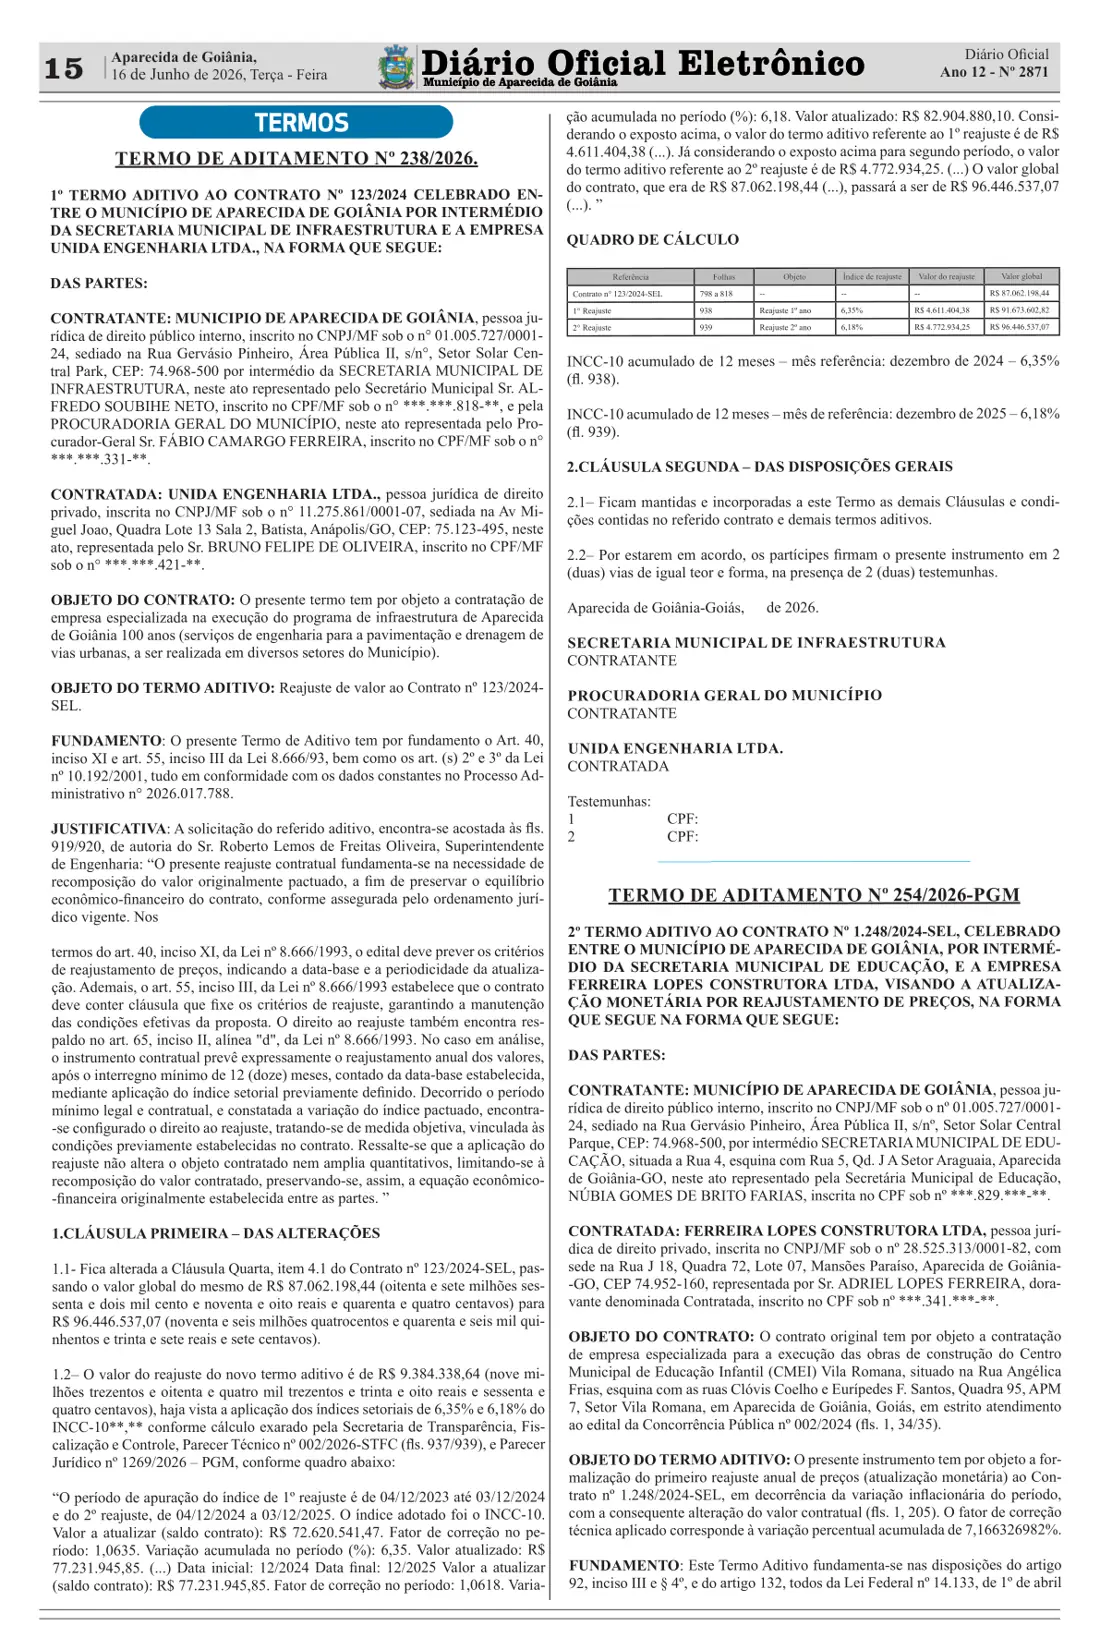 15
Aparecida de Goiânia,
16 de Junho de 2026, Terça - Feira
Diário Oficial Eletrônico
Município de Aparecida de Goiânia
Diário Oficial
Ano 12 - Nº 2871
TERMOS
TERMO DE ADITAMENTO Nº 238/2026.
1º TERMO ADITIVO AO CONTRATO Nº 123/2024 CELEBRADO EN-
TRE O MUNICÍPIO DE APARECIDA DE GOIÂNIA POR INTERMÉDIO
DA SECRETARIA MUNICIPAL DE INFRAESTRUTURA E A EMPRESA
UNIDA ENGENHARIA LTDA., NA FORMA QUE SEGUE:
DAS PARTES:
CONTRATANTE: MUNICIPIO DE APARECIDA DE GOIÂNIA, pessoa ju-
rídica de direito público interno, inscrito no CNPJ/MF sob o n° 01.005.727/0001-
24, sediado na Rua Gervásio Pinheiro, Área Pública II, s/n°, Setor Solar Cen-
tral Park, CEP: 74.968-500 por intermédio da SECRETARIA MUNICIPAL DE
INFRAESTRUTURA, neste ato representado pelo Secretário Municipal Sr. AL-
FREDO SOUBIHE NETO, inscrito no CPF/MF sob o n° ***.***.818-**, e pela
PROCURADORIA GERAL DO MUNICÍPIO, neste ato representada pelo Pro-
curador-Geral Sr. FÁBIO CAMARGO FERREIRA, inscrito no CPF/MF sob o n°
***.***.331-**.
CONTRATADA: UNIDA ENGENHARIA LTDA., pessoa jurídica de direito
privado, inscrita no CNPJ/MF sob o n° 11.275.861/0001-07, sediada na Av Mi-
guel Joao, Quadra Lote 13 Sala 2, Batista, Anápolis/GO, CEP: 75.123-495, neste
ato, representada pelo Sr. BRUNO FELIPE DE OLIVEIRA, inscrito no CPF/MF
sob o n° ***.***.421-**.
OBJETO DO CONTRATO: O presente termo tem por objeto a contratação de
empresa especializada na execução do programa de infraestrutura de Aparecida
de Goiânia 100 anos (serviços de engenharia para a pavimentação e drenagem de
vias urbanas, a ser realizada em diversos setores do Município).
OBJETO DO TERMO ADITIVO: Reajuste de valor ao Contrato nº 123/2024-
SEL.
FUNDAMENTO: O presente Termo de Aditivo tem por fundamento o Art. 40,
inciso XI e art. 55, inciso III da Lei 8.666/93, bem como os art. (s) 2º e 3º da Lei
nº 10.192/2001, tudo em conformidade com os dados constantes no Processo Ad-
ministrativo n° 2026.017.788.
JUSTIFICATIVA: A solicitação do referido aditivo, encontra-se acostada às fls.
919/920, de autoria do Sr. Roberto Lemos de Freitas Oliveira, Superintendente
de Engenharia: “O presente reajuste contratual fundamenta-se na necessidade de
recomposição do valor originalmente pactuado, a fim de preservar o equilíbrio
econômico-financeiro do contrato, conforme assegurada pelo ordenamento jurí-
dico vigente. Nos
termos do art. 40, inciso XI, da Lei nº 8.666/1993, o edital deve prever os critérios
de reajustamento de preços, indicando a data-base e a periodicidade da atualiza-
ção. Ademais, o art. 55, inciso III, da Lei nº 8.666/1993 estabelece que o contrato
deve conter cláusula que fixe os critérios de reajuste, garantindo a manutenção
das condições efetivas da proposta. O direito ao reajuste também encontra res-
paldo no art. 65, inciso II, alínea "d", da Lei nº 8.666/1993. No caso em análise,
o instrumento contratual prevê expressamente o reajustamento anual dos valores,
após o interregno mínimo de 12 (doze) meses, contado da data-base estabelecida,
mediante aplicação do índice setorial previamente definido. Decorrido o período
mínimo legal e contratual, e constatada a variação do índice pactuado, encontra-
-se configurado o direito ao reajuste, tratando-se de medida objetiva, vinculada às
condições previamente estabelecidas no contrato. Ressalte-se que a aplicação do
reajuste não altera o objeto contratado nem amplia quantitativos, limitando-se à
recomposição do valor contratado, preservando-se, assim, a equação econômico-
-financeira originalmente estabelecida entre as partes. ”
1.CLÁUSULA PRIMEIRA – DAS ALTERAÇÕES
1.1- Fica alterada a Cláusula Quarta, item 4.1 do Contrato nº 123/2024-SEL, pas-
sando o valor global do mesmo de R$ 87.062.198,44 (oitenta e sete milhões ses-
senta e dois mil cento e noventa e oito reais e quarenta e quatro centavos) para
R$ 96.446.537,07 (noventa e seis milhões quatrocentos e quarenta e seis mil qui-
nhentos e trinta e sete reais e sete centavos).
1.2– O valor do reajuste do novo termo aditivo é de R$ 9.384.338,64 (nove mi-
lhões trezentos e oitenta e quatro mil trezentos e trinta e oito reais e sessenta e
quatro centavos), haja vista a aplicação dos índices setoriais de 6,35% e 6,18% do
INCC-10**,** conforme cálculo exarado pela Secretaria de Transparência, Fis-
calização e Controle, Parecer Técnico nº 002/2026-STFC (fls. 937/939), e Parecer
Jurídico nº 1269/2026 – PGM, conforme quadro abaixo:
“O período de apuração do índice de 1º reajuste é de 04/12/2023 até 03/12/2024
e do 2º reajuste, de 04/12/2024 a 03/12/2025. O índice adotado foi o INCC-10.
Valor a atualizar (saldo contrato): R$ 72.620.541,47. Fator de correção no pe-
ríodo: 1,0635. Variação acumulada no período (%): 6,35. Valor atualizado: R$
77.231.945,85. (...) Data inicial: 12/2024 Data final: 12/2025 Valor a atualizar
(saldo contrato): R$ 77.231.945,85. Fator de correção no período: 1,0618. Varia-
ção acumulada no período (%): 6,18. Valor atualizado: R$ 82.904.880,10. Consi-
derando o exposto acima, o valor do termo aditivo referente ao 1º reajuste é de R$
4.611.404,38 (...). Já considerando o exposto acima para segundo período, o valor
do termo aditivo referente ao 2º reajuste é de R$ 4.772.934,25. (...) O valor global
do contrato, que era de R$ 87.062.198,44 (...), passará a ser de R$ 96.446.537,07
(...). ”
QUADRO DE CÁLCULO
Referência Folhas Objeto Índice de reajuste Valor do reajuste Valor global
Contrato n° 123/2024-SEL 798 a 818 -- -- -- R$ 87.062.198,44
1° Reajuste 938 Reajuste 1º ano 6,35% R$ 4.611.404,38 R$ 91.673.602,82
2° Reajuste 939 Reajuste 2º ano 6,18% R$ 4.772.934,25 R$ 96.446.537,07
INCC-10 acumulado de 12 meses – mês referência: dezembro de 2024 – 6,35%
(fl. 938).
INCC-10 acumulado de 12 meses – mês de referência: dezembro de 2025 – 6,18%
(fl. 939).
2.CLÁUSULA SEGUNDA – DAS DISPOSIÇÕES GERAIS
2.1– Ficam mantidas e incorporadas a este Termo as demais Cláusulas e condi-
ções contidas no referido contrato e demais termos aditivos.
2.2– Por estarem em acordo, os partícipes firmam o presente instrumento em 2
(duas) vias de igual teor e forma, na presença de 2 (duas) testemunhas.
Aparecida de Goiânia-Goiás, de 2026.
SECRETARIA MUNICIPAL DE INFRAESTRUTURA
CONTRATANTE
PROCURADORIA GERAL DO MUNICÍPIO
CONTRATANTE
UNIDA ENGENHARIA LTDA.
CONTRATADA
Testemunhas:
1 CPF:
2 CPF:
TERMO DE ADITAMENTO Nº 254/2026-PGM
2º TERMO ADITIVO AO CONTRATO Nº 1.248/2024-SEL, CELEBRADO
ENTRE O MUNICÍPIO DE APARECIDA DE GOIÂNIA, POR INTERMÉ-
DIO DA SECRETARIA MUNICIPAL DE EDUCAÇÃO, E A EMPRESA
FERREIRA LOPES CONSTRUTORA LTDA, VISANDO A ATUALIZA-
ÇÃO MONETÁRIA POR REAJUSTAMENTO DE PREÇOS, NA FORMA
QUE SEGUE NA FORMA QUE SEGUE:
DAS PARTES:
CONTRATANTE: MUNICÍPIO DE APARECIDA DE GOIÂNIA, pessoa ju-
rídica de direito público interno, inscrito no CNPJ/MF sob o nº 01.005.727/0001-
24, sediado na Rua Gervásio Pinheiro, Área Pública II, s/nº, Setor Solar Central
Parque, CEP: 74.968-500, por intermédio SECRETARIA MUNICIPAL DE EDU-
CAÇÃO, situada a Rua 4, esquina com Rua 5, Qd. J A Setor Araguaia, Aparecida
de Goiânia-GO, neste ato representado pela Secretária Municipal de Educação,
NÚBIA GOMES DE BRITO FARIAS, inscrita no CPF sob nº ***.829.***-**.
CONTRATADA: FERREIRA LOPES CONSTRUTORA LTDA, pessoa jurí-
dica de direito privado, inscrita no CNPJ/MF sob o nº 28.525.313/0001-82, com
sede na Rua J 18, Quadra 72, Lote 07, Mansões Paraíso, Aparecida de Goiânia-
-GO, CEP 74.952-160, representada por Sr. ADRIEL LOPES FERREIRA, dora-
vante denominada Contratada, inscrito no CPF sob nº ***.341.***-**.
OBJETO DO CONTRATO: O contrato original tem por objeto a contratação
de empresa especializada para a execução das obras de construção do Centro
Municipal de Educação Infantil (CMEI) Vila Romana, situado na Rua Angélica
Frias, esquina com as ruas Clóvis Coelho e Eurípedes F. Santos, Quadra 95, APM
7, Setor Vila Romana, em Aparecida de Goiânia, Goiás, em estrito atendimento
ao edital da Concorrência Pública nº 002/2024 (fls. 1, 34/35).
OBJETO DO TERMO ADITIVO: O presente instrumento tem por objeto a for-
malização do primeiro reajuste anual de preços (atualização monetária) ao Con-
trato nº 1.248/2024-SEL, em decorrência da variação inflacionária do período,
com a consequente alteração do valor contratual (fls. 1, 205). O fator de correção
técnica aplicado corresponde à variação percentual acumulada de 7,166326982%.
FUNDAMENTO: Este Termo Aditivo fundamenta-se nas disposições do artigo
92, inciso III e § 4º, e do artigo 132, todos da Lei Federal nº 14.133, de 1º de abril